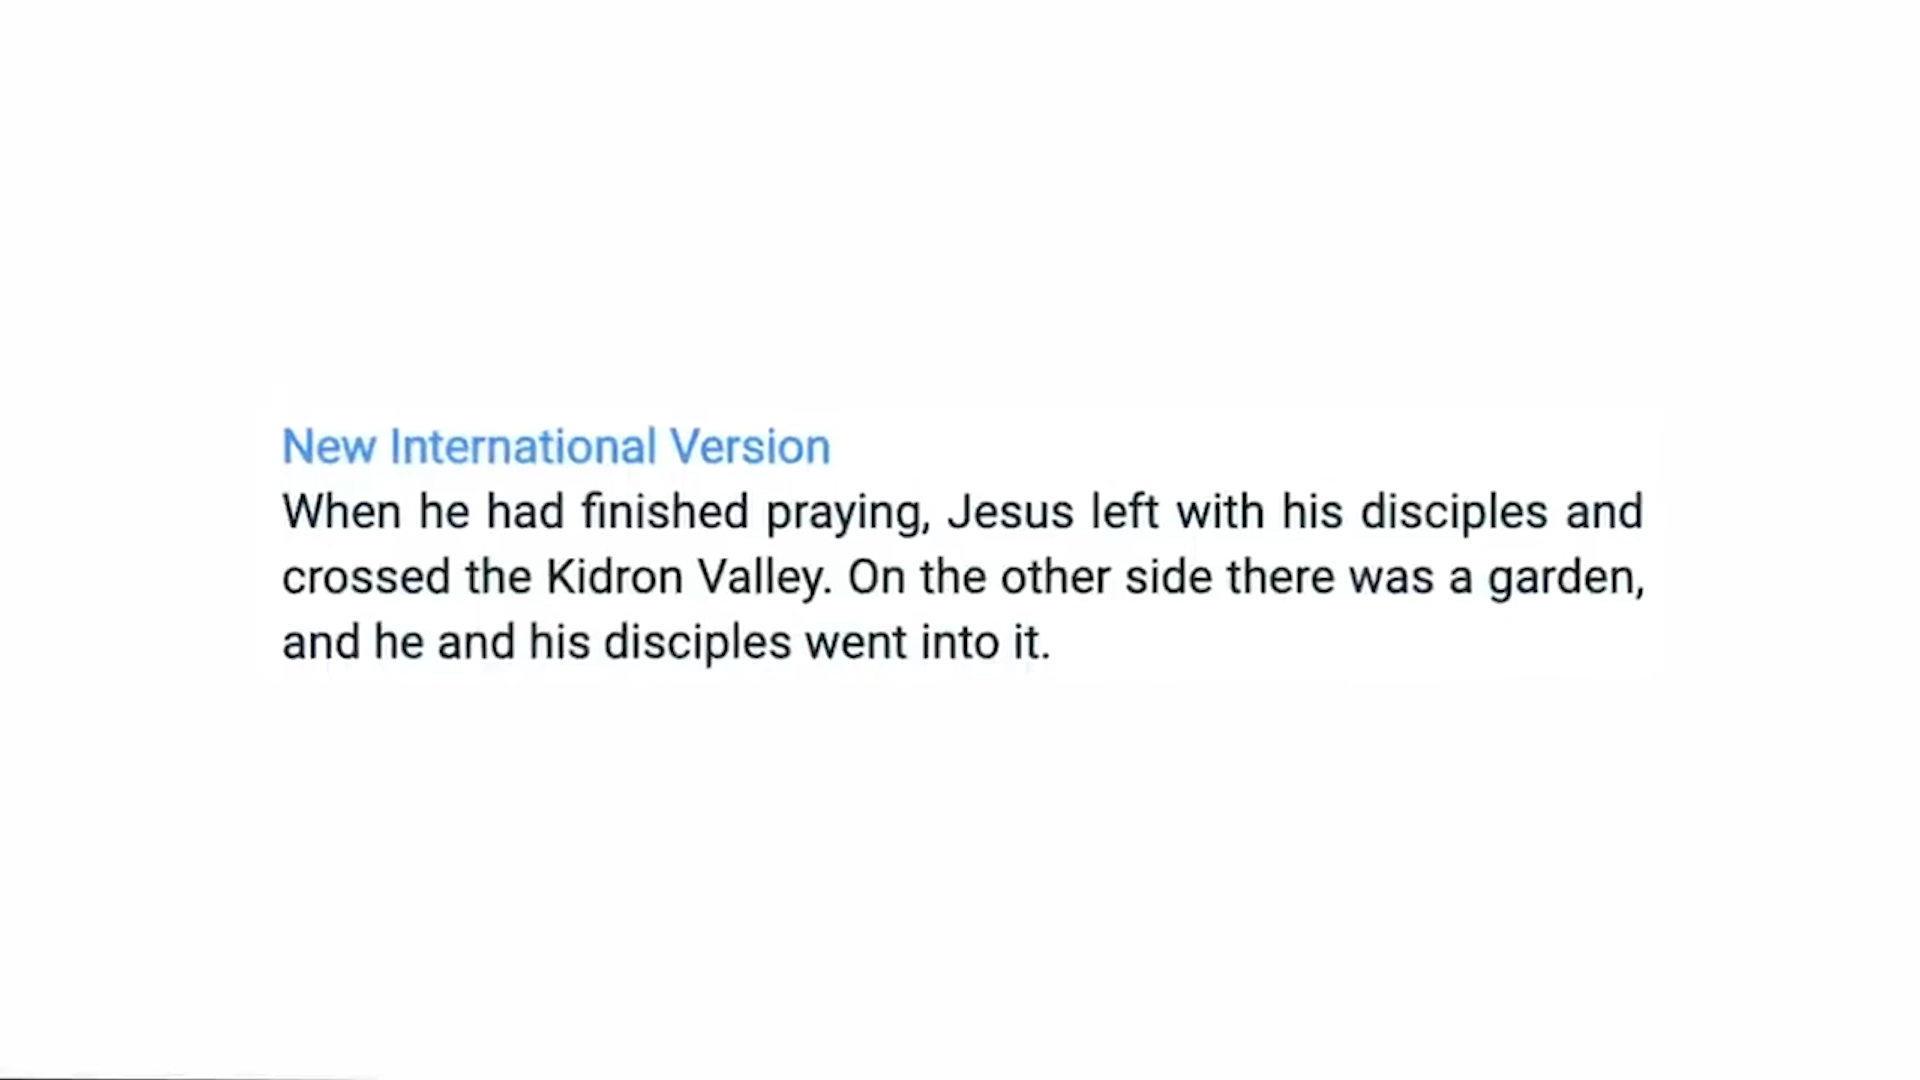 New International Version
When he had finished praying, Jesus left with his disciples and
crossed the Kidron Valley. On the other side there was a garden,
and he and his disciples went into it.